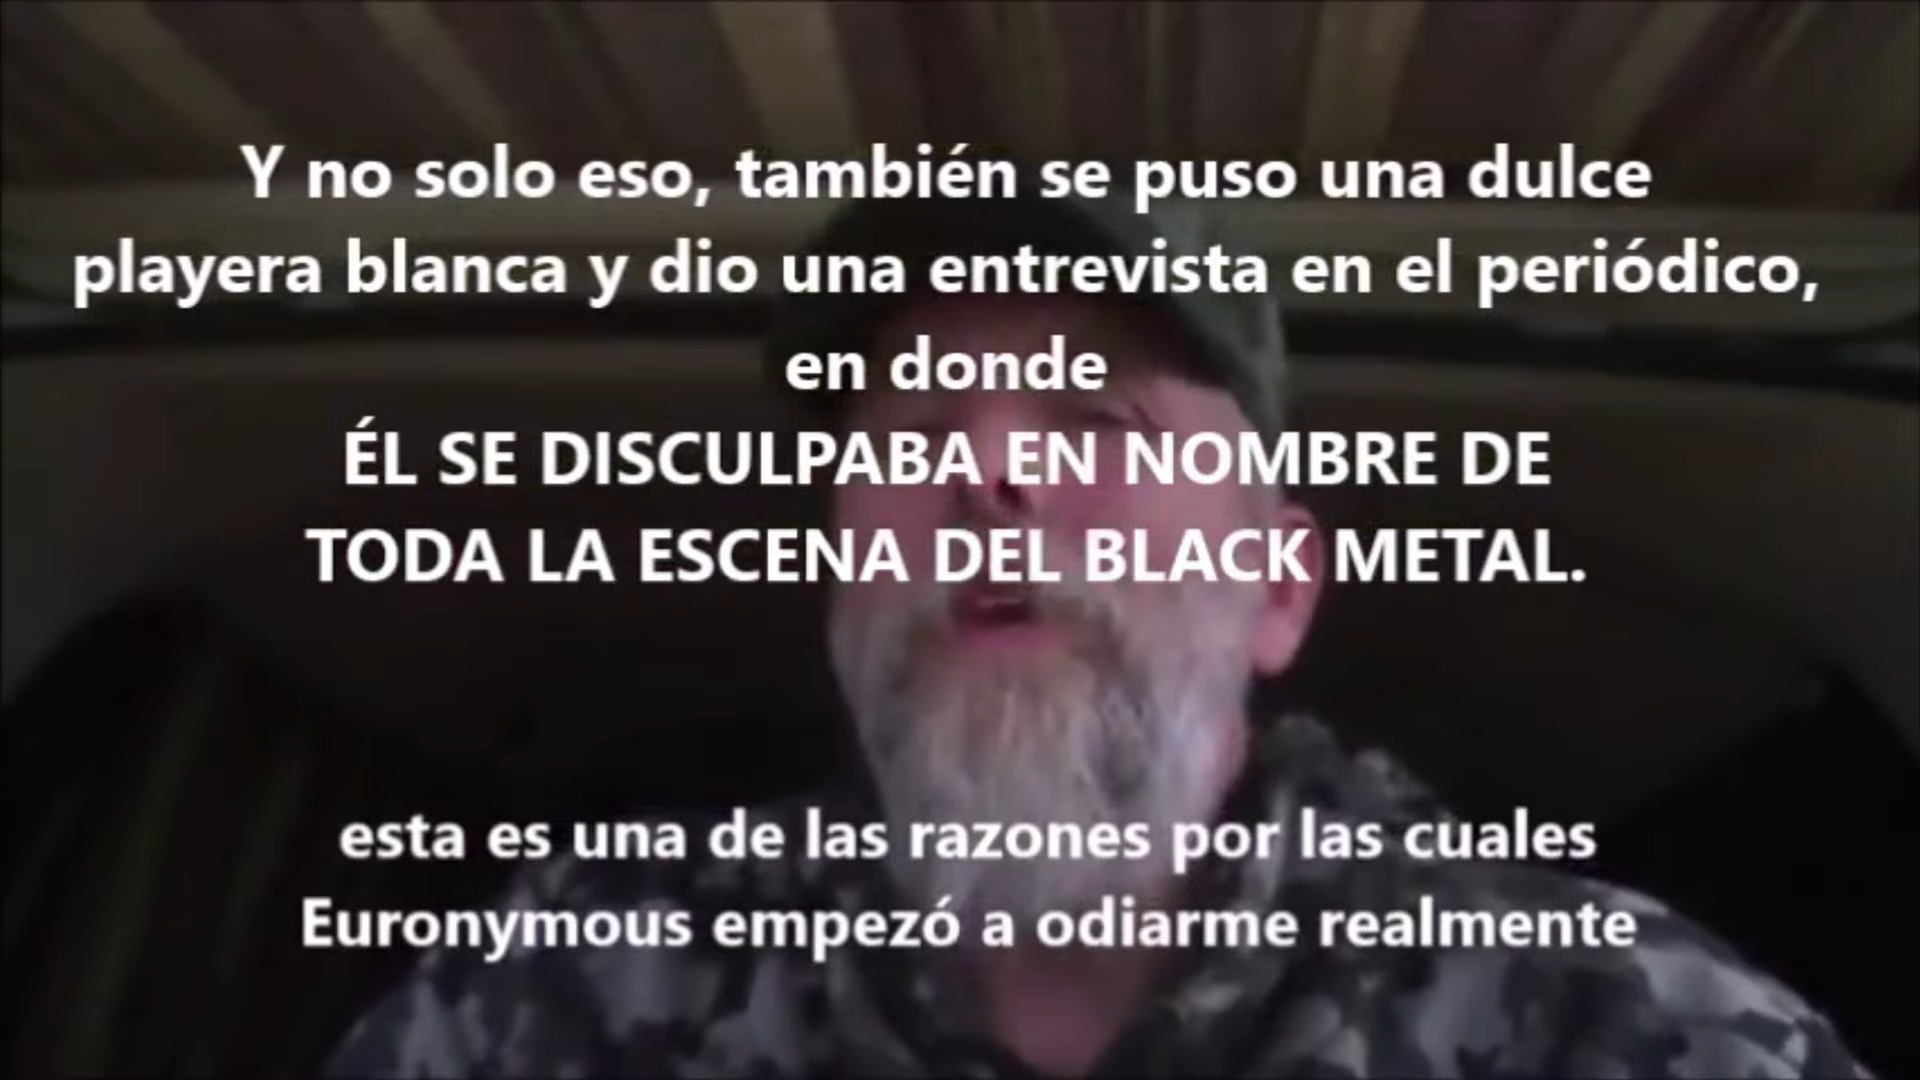 Y no solo eso, también se puso una dulce
playera blanca y dio una entrevista en el periódico,
en donde
ÉL SE DISCULPABA EN NOMBRE DE
TODA LA ESCENA DEL BLACK METAL.
esta es una de las razones por las cuales
Euronymous empezó a odiarme realmente